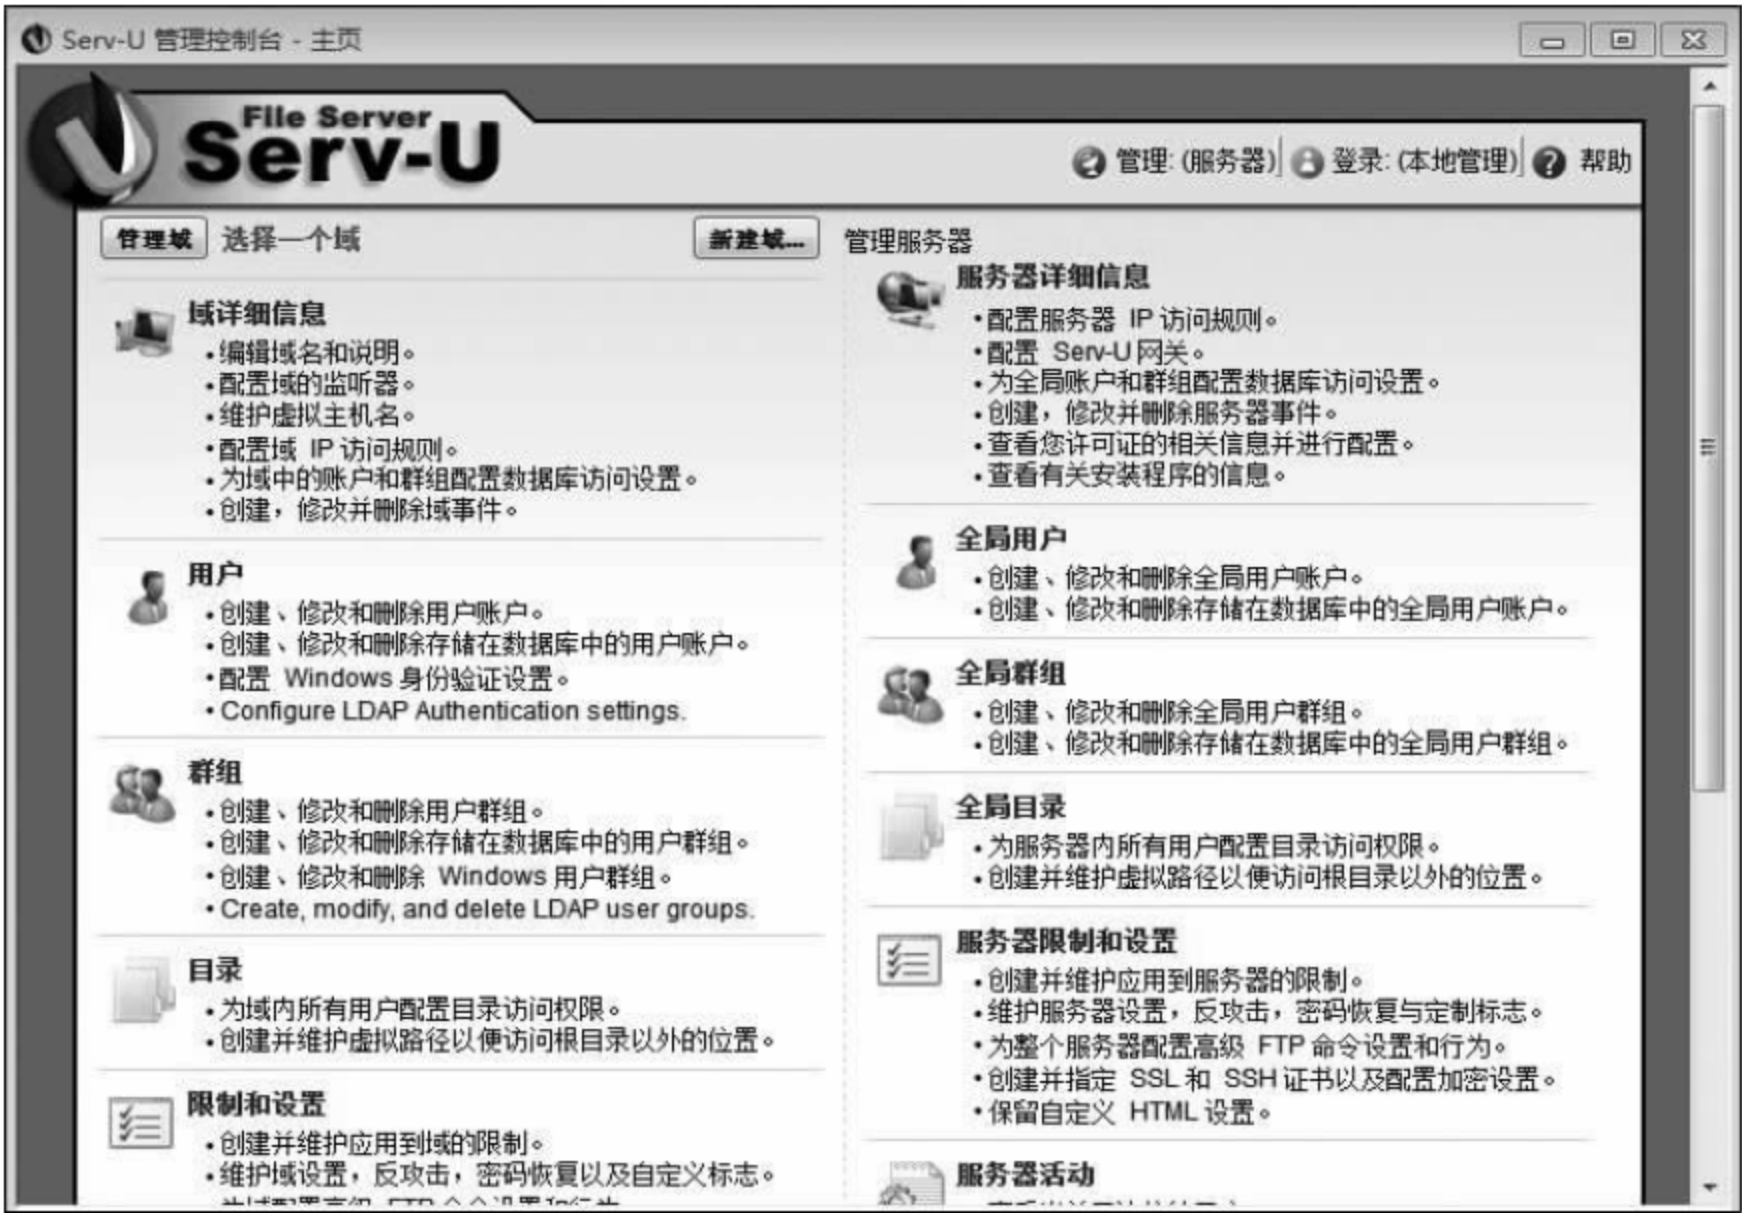 Serv-U 管理控制台 - 主页
File Server
Serv-U
管理: (服务器)
登录: (本地管理)
帮助
管理域
选择一个域
新建域...
域详细信息
•编辑域名和说明。
•配置域的监听器。
•维护虚拟主机名。
•配置域 IP 访问规则。
•为域中的账户和群组配置数据库访问设置。
•创建，修改并删除域事件。
用户
•创建、修改和删除用户账户。
•创建、修改和删除存储在数据库中的用户账户。
•配置 Windows 身份验证设置。
•Configure LDAP Authentication settings.
群组
•创建、修改和删除用户群组。
•创建、修改和删除存储在数据库中的用户群组。
•创建、修改和删除 Windows 用户群组。
•Create, modify, and delete LDAP user groups.
目录
•为域内所有用户配置目录访问权限。
•创建并维护虚拟路径以便访问根目录以外的位置。
限制和设置
•创建并维护应用到域的限制。
•维护域设置，反攻击，密码恢复以及自定义标志。
管理服务器
服务器详细信息
•配置服务器 IP 访问规则。
•配置 Serv-U 网关。
•为全局账户和群组配置数据库访问设置。
•创建，修改并删除服务器事件。
•查看您许可证的相关信息并进行配置。
•查看有关安装程序的信息。
全局用户
•创建、修改和删除全局用户账户。
•创建、修改和删除存储在数据库中的全局用户账户。
全局群组
•创建、修改和删除全局用户群组。
•创建、修改和删除存储在数据库中的全局用户群组。
全局目录
•为服务器内所有用户配置目录访问权限。
•创建并维护虚拟路径以便访问根目录以外的位置。
服务器限制和设置
•创建并维护应用到服务器的限制。
•维护服务器设置，反攻击，密码恢复与定制标志。
•为整个服务器配置高级 FTP 命令设置和行为。
•创建并指定 SSL 和 SSH 证书以及配置加密设置。
•保留自定义 HTML 设置。
服务器活动